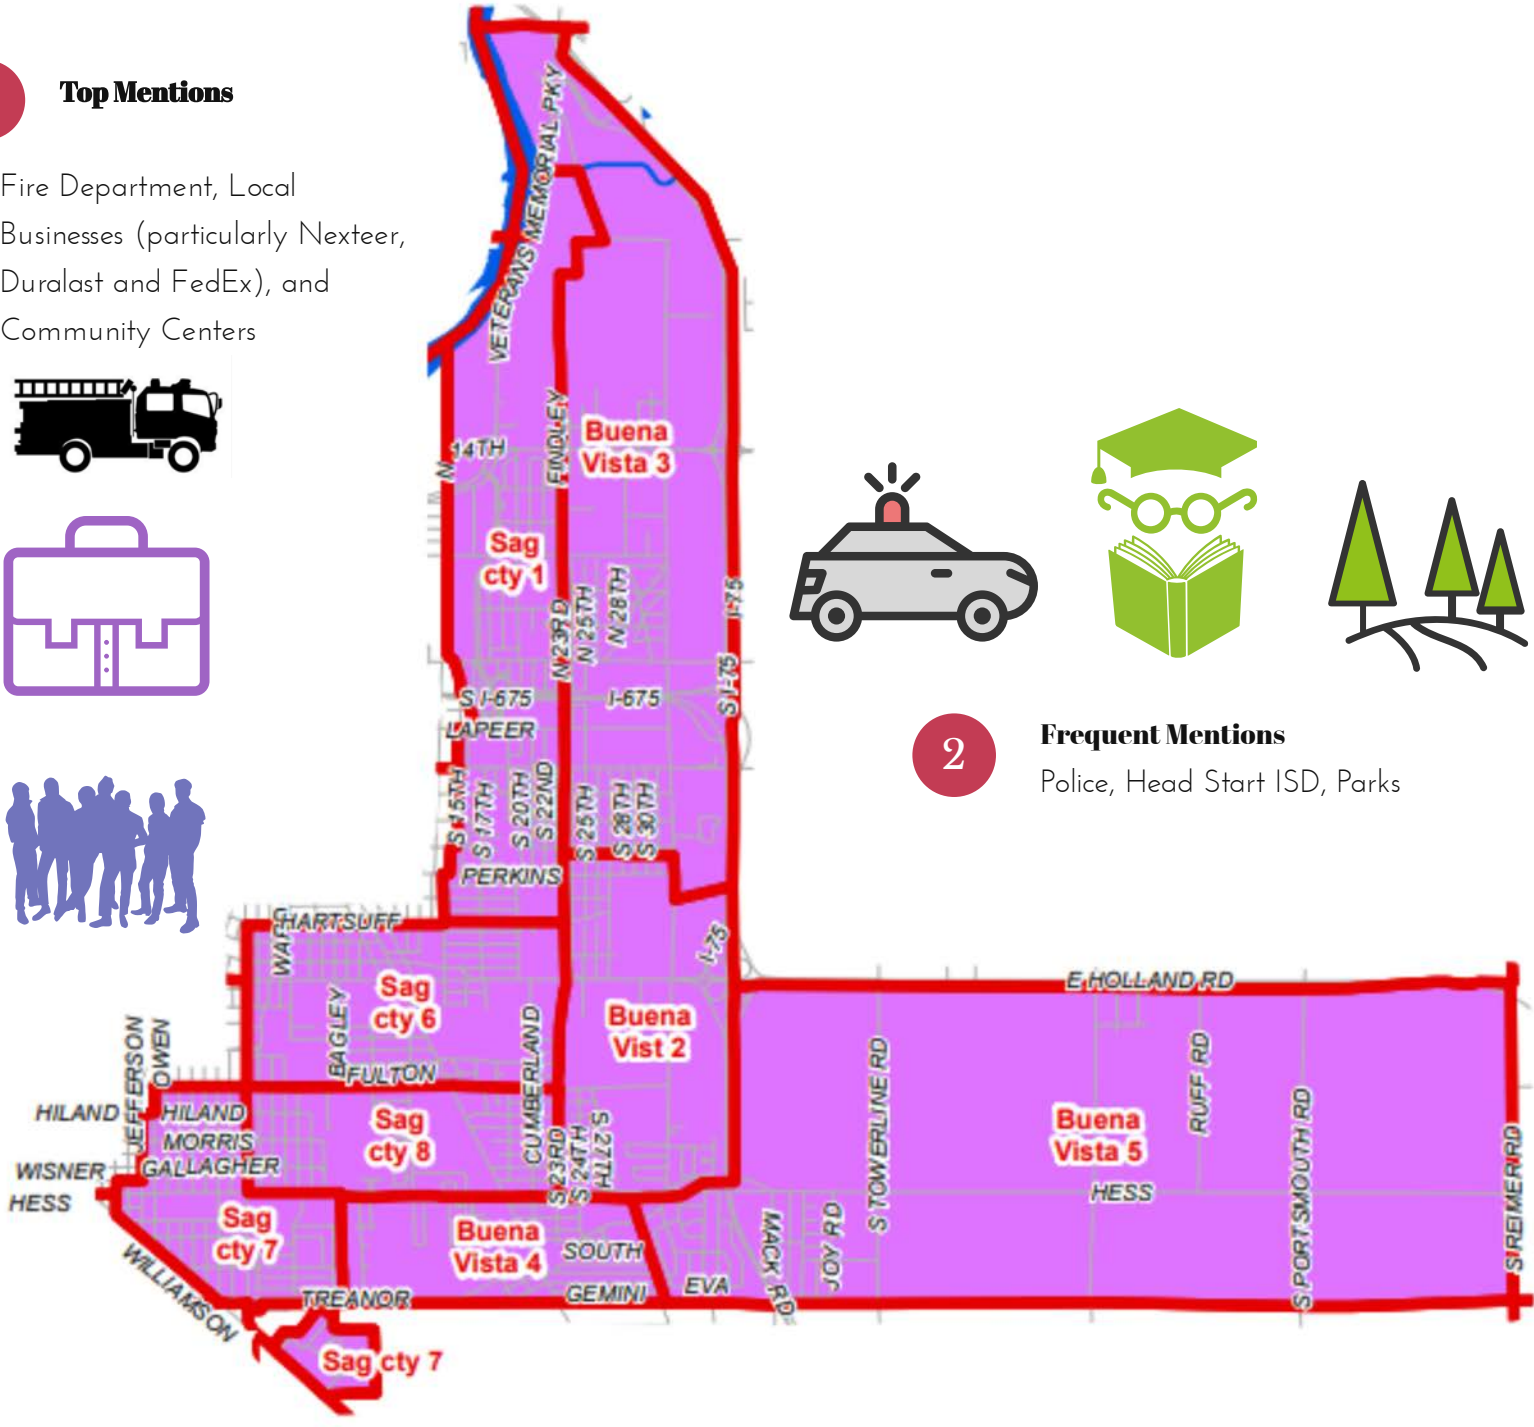 Top Mentions
Fire Department, Local
Businesses (particularly Nexteer,
Duralast and FedEx), and
Community Centers
VETERANS MEMORIAL PKY
FINDLEY
Buena
Vista 3
N
14TH
Sag
cty 1
N 23RD
N 25TH
N 28TH
I-75
S I-75
S I-675
I-675
LAPEER
2
Frequent Mentions
Police, Head Start ISD, Parks
S 15TH
S 17TH
S 20TH
S 22ND
S 25TH
S 28TH
S 30TH
PERKINS
HARTSUFF
I-75
E HOLLAND RD
Sag
cty 6
BAGLEY
CUMBERLAND
Buena
Vist 2
JEFFERSON
OWEN
FULTON
HILAND
HILAND
MORRIS
GALLAGHER
WISNER
HESS
Sag
cty 8
S 23RD
S 24TH
S 27TH
S TOWERLINE RD
RUFF RD
Buena
Vista 5
HESS
S PORTSMOUTH RD
S REIMER RD
Sag
cty 7
Buena
Vista 4
SOUTH
GEMINI
EVA
MACK RD
JOY RD
WILLIAMSON
TREANOR
Sag cty 7